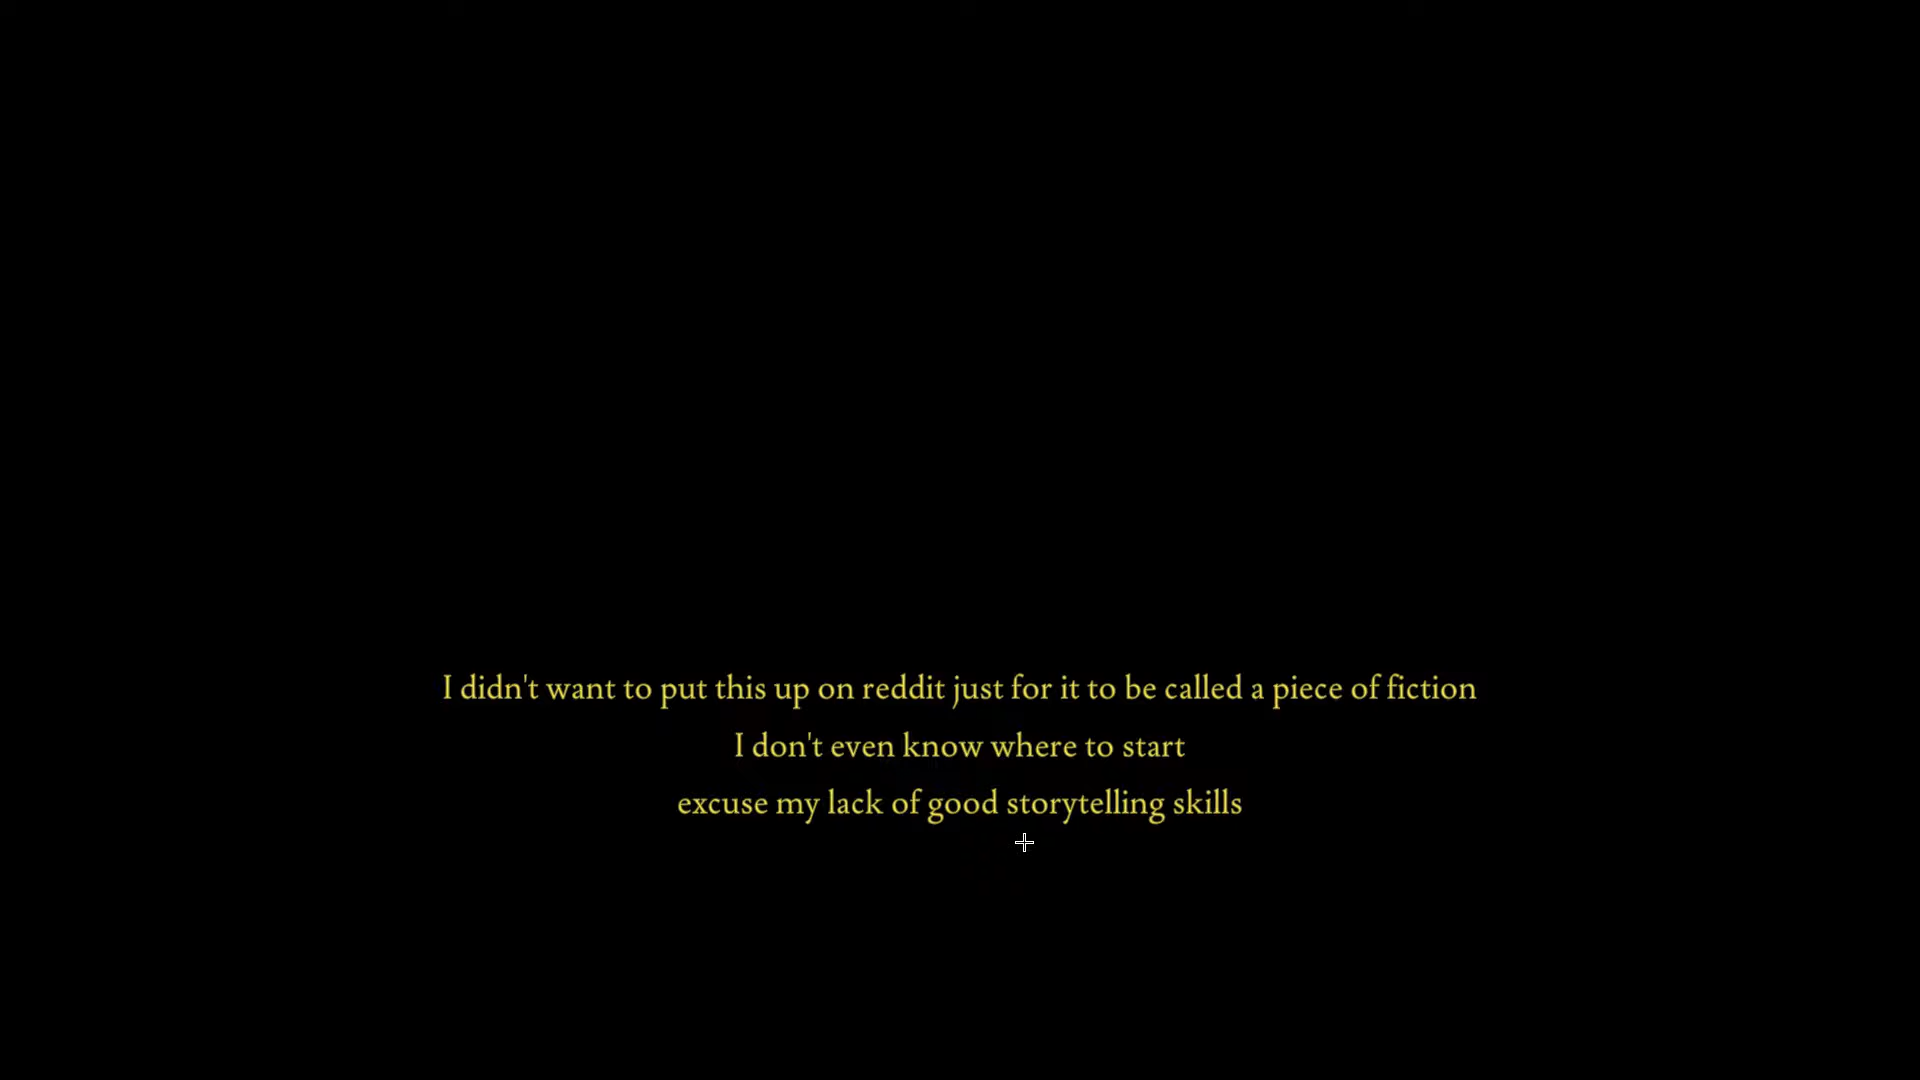 I didn't want to put this up on reddit just for it to be called a piece of fiction
I don't even know where to start
excuse my lack of good storytelling skills